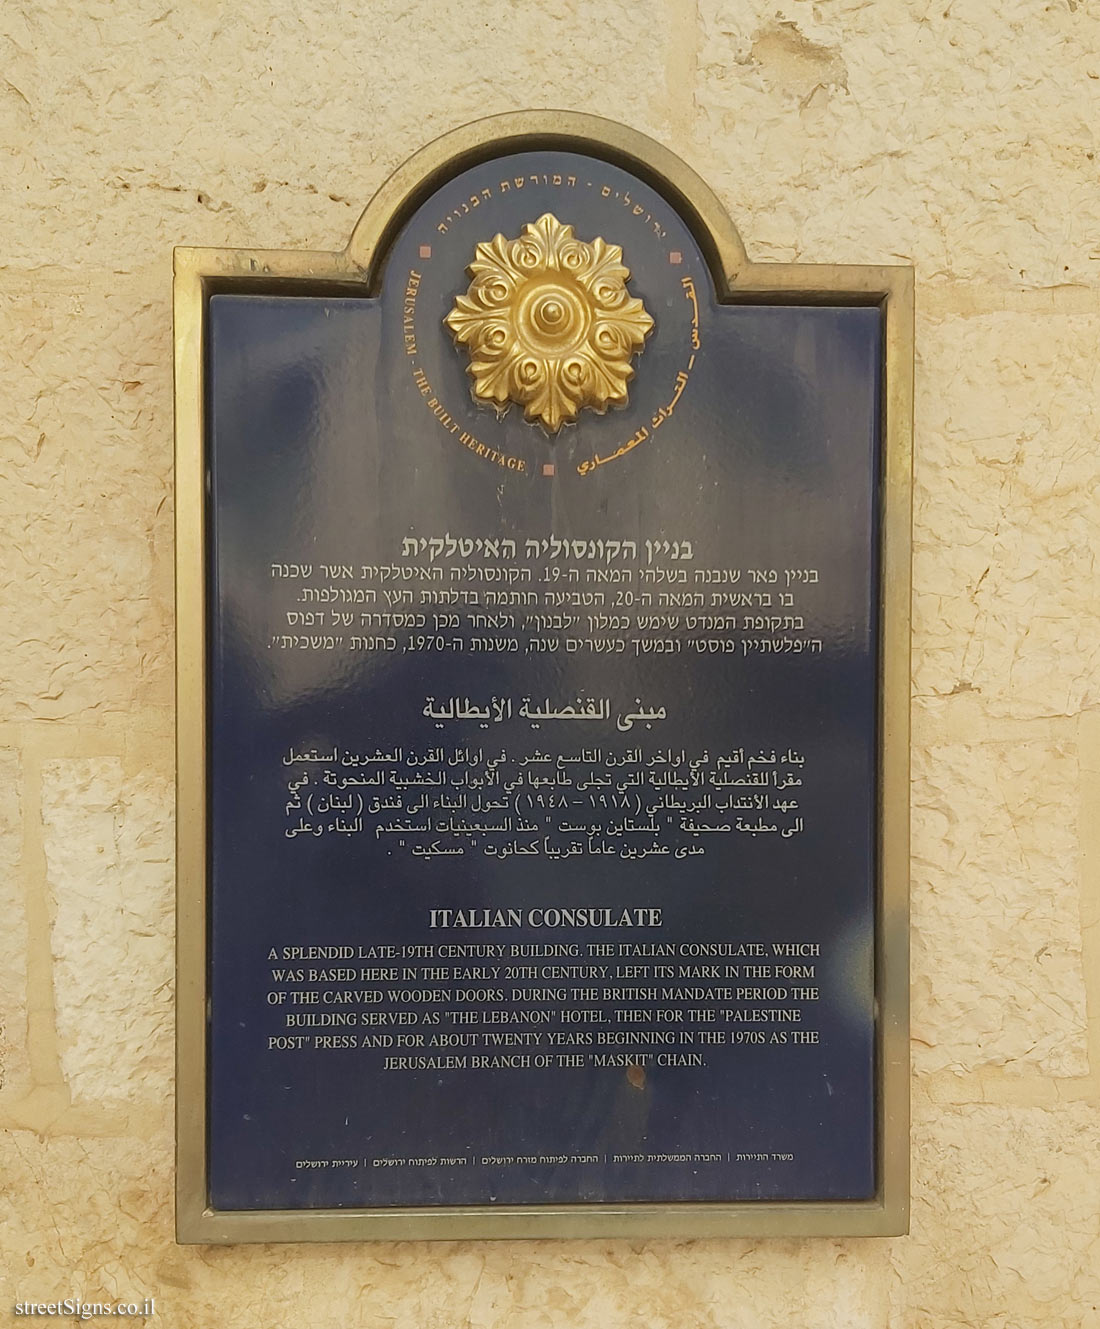 ירושלים - המורשת הבנויה
القدس - التراث المعماري
JERUSALEM - THE BUILT HERITAGE
בניין הקונסוליה האיטלקית
בניין פאר שנבנה בשלהי המאה ה-19. הקונסוליה האיטלקית אשר שכנה
בו בראשית המאה ה-20, הטביעה חותמה בדלתות העץ המגולפות.
בתקופת המנדט שימש כמלון "לבנון", ולאחר מכן כמסדרה של דפוס
ה"פלשתיין פוסט" ובמשך כעשרים שנה, משנות ה-1970, כחנות "משכית".
مبنى القنصلية الأيطالية
بناء فخم أقيم في اواخر القرن التاسع عشر . في اوائل القرن العشرين استعمل
مقراً للقنصلية الأيطالية التي تجلى طابعها في الأبواب الخشبية المنحوتة . في
عهد الأنتداب البريطاني ( ١٩١٨ – ١٩٤٨ ) تحول البناء الى فندق ( لبنان ) ثم
الى مطبعة صحيفة " بلستاين بوست " منذ السبعينيات استخدم البناء وعلى
مدى عشرين عاماً تقريباً كحانوت " مسكيت " .
ITALIAN CONSULATE
A SPLENDID LATE-19TH CENTURY BUILDING. THE ITALIAN CONSULATE, WHICH
WAS BASED HERE IN THE EARLY 20TH CENTURY, LEFT ITS MARK IN THE FORM
OF THE CARVED WOODEN DOORS. DURING THE BRITISH MANDATE PERIOD THE
BUILDING SERVED AS "THE LEBANON" HOTEL, THEN FOR THE "PALESTINE
POST" PRESS AND FOR ABOUT TWENTY YEARS BEGINNING IN THE 1970S AS THE
JERUSALEM BRANCH OF THE "MASKIT" CHAIN.
משרד התיירות | החברה הממשלתית לתיירות | החברה לפיתוח מזרח ירושלים | הרשות לפיתוח ירושלים | עיריית ירושלים
streetSigns.co.il